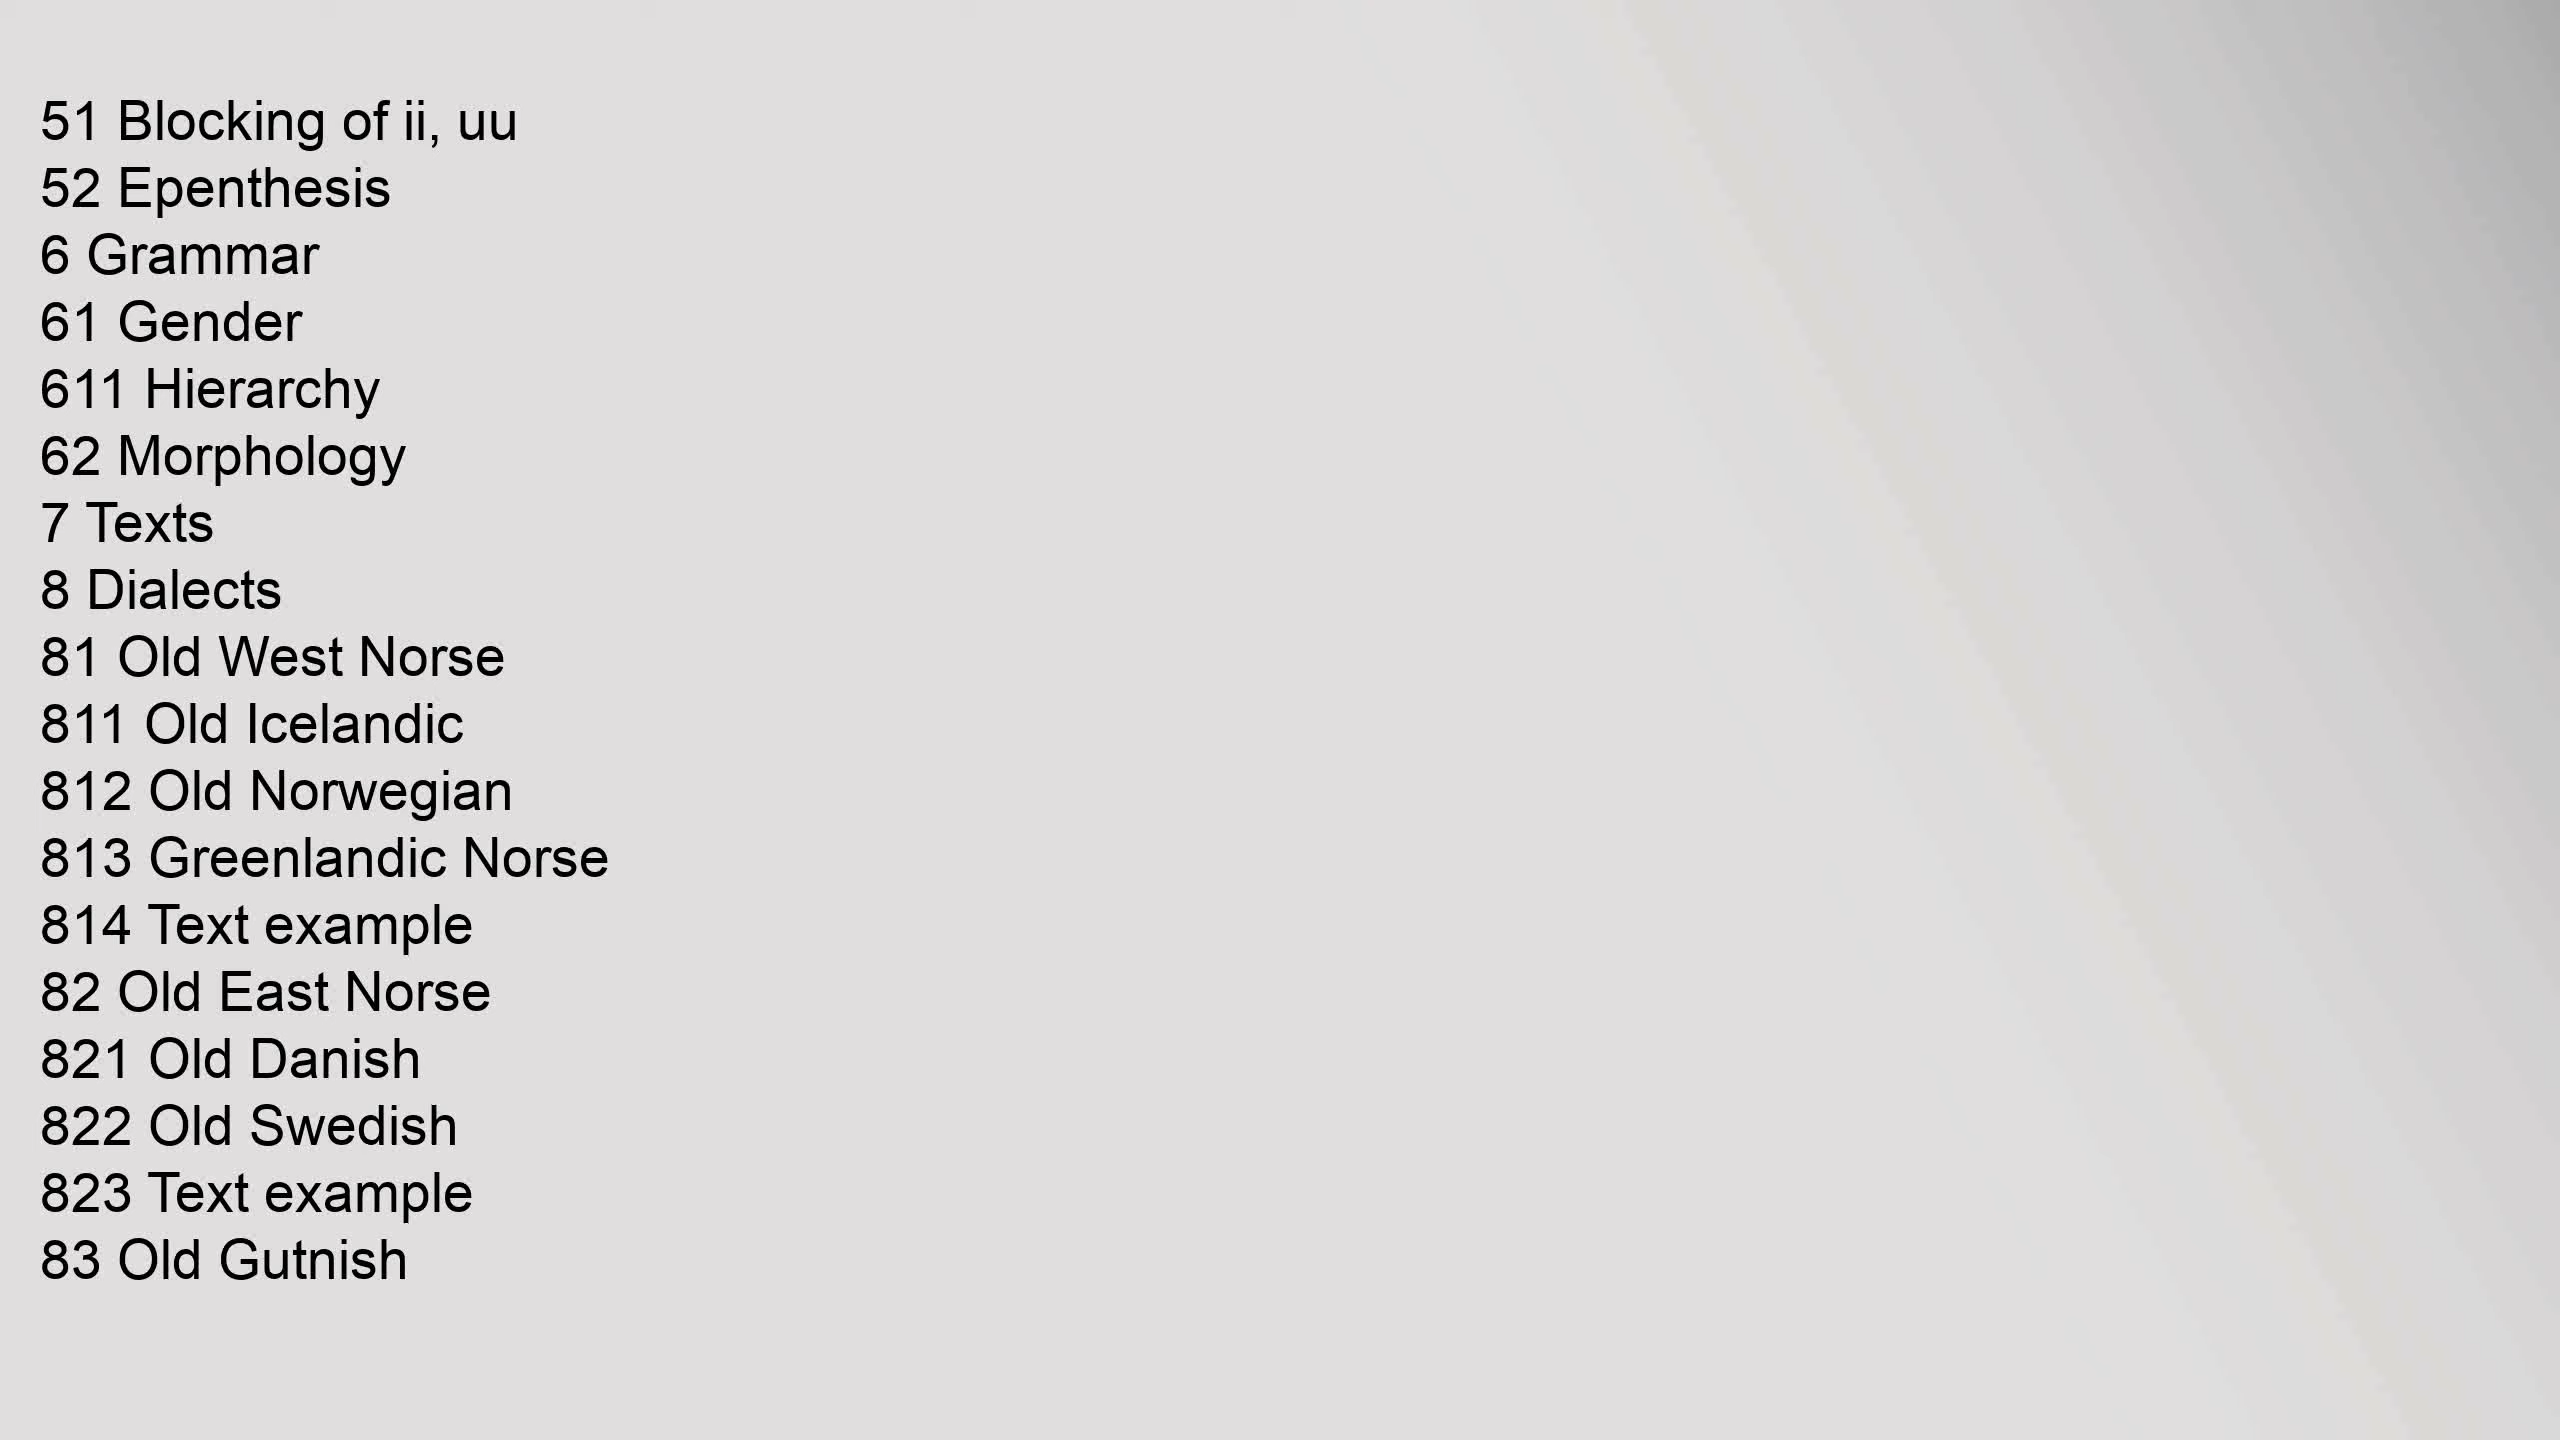 51 Blocking of ii, uu
52 Epenthesis
6 Grammar
61 Gender
611 Hierarchy
62 Morphology
7 Texts
8 Dialects
81 Old West Norse
811 Old Icelandic
812 Old Norwegian
813 Greenlandic Norse
814 Text example
82 Old East Norse
821 Old Danish
822 Old Swedish
823 Text example
83 Old Gutnish